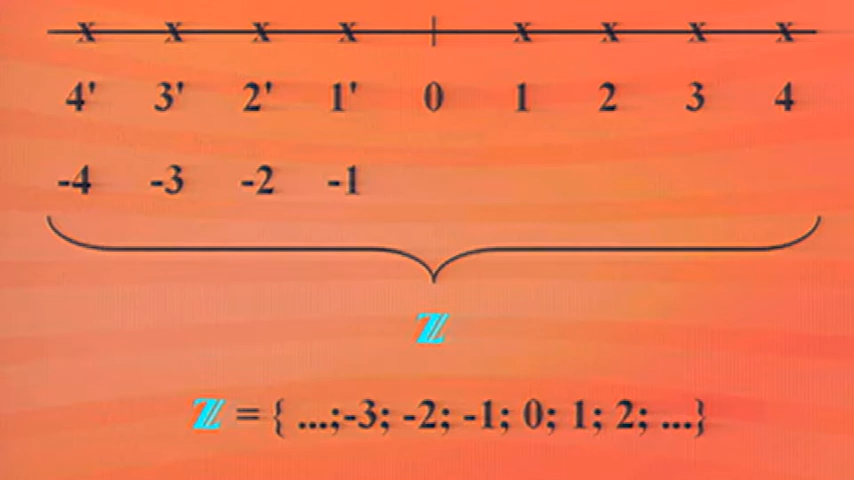 x x x x x x x x
4' 3' 2' 1' 0 1 2 3 4
-4 -3 -2 -1
ℤ
ℤ = { ...;-3; -2; -1; 0; 1; 2; ...}